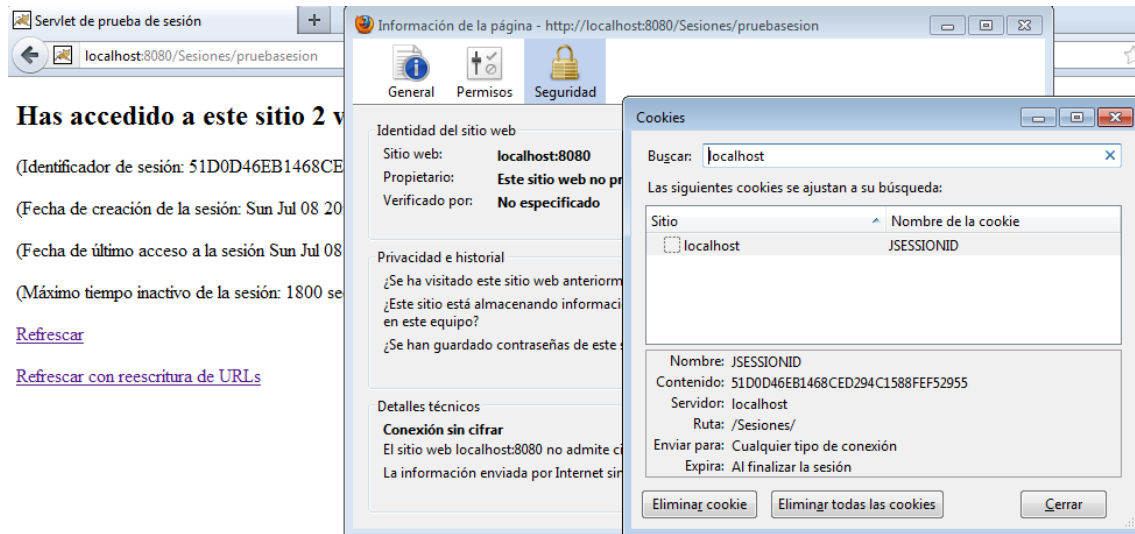 Servlet de prueba de sesión
localhost:8080/Sesiones/pruebasesion
Has accedido a este sitio 2 v
(Identificador de sesión: 51D0D46EB1468CE
(Fecha de creación de la sesión: Sun Jul 08 20
(Fecha de último acceso a la sesión Sun Jul 08
(Máximo tiempo inactivo de la sesión: 1800 se
Refrescar
Refrescar con reescritura de URLs
Información de la página - http://localhost:8080/Sesiones/pruebasesion
General Permisos Seguridad
Identidad del sitio web
Sitio web: localhost:8080
Propietario: Este sitio web no pr
Verificado por: No especificado
Privacidad e historial
¿Se ha visitado este sitio web anteriorm
¿Este sitio está almacenando informaci
en este equipo?
¿Se han guardado contraseñas de este s
Detalles técnicos
Conexión sin cifrar
El sitio web localhost:8080 no admite ci
La información enviada por Internet sin
Cookies
Buscar: localhost
Las siguientes cookies se ajustan a su búsqueda:
Sitio Nombre de la cookie
localhost JSESSIONID
Nombre: JSESSIONID
Contenido: 51D0D46EB1468CED294C1588FEF52955
Servidor: localhost
Ruta: /Sesiones/
Enviar para: Cualquier tipo de conexión
Expira: Al finalizar la sesión
Eliminar cookie Eliminar todas las cookies Cerrar